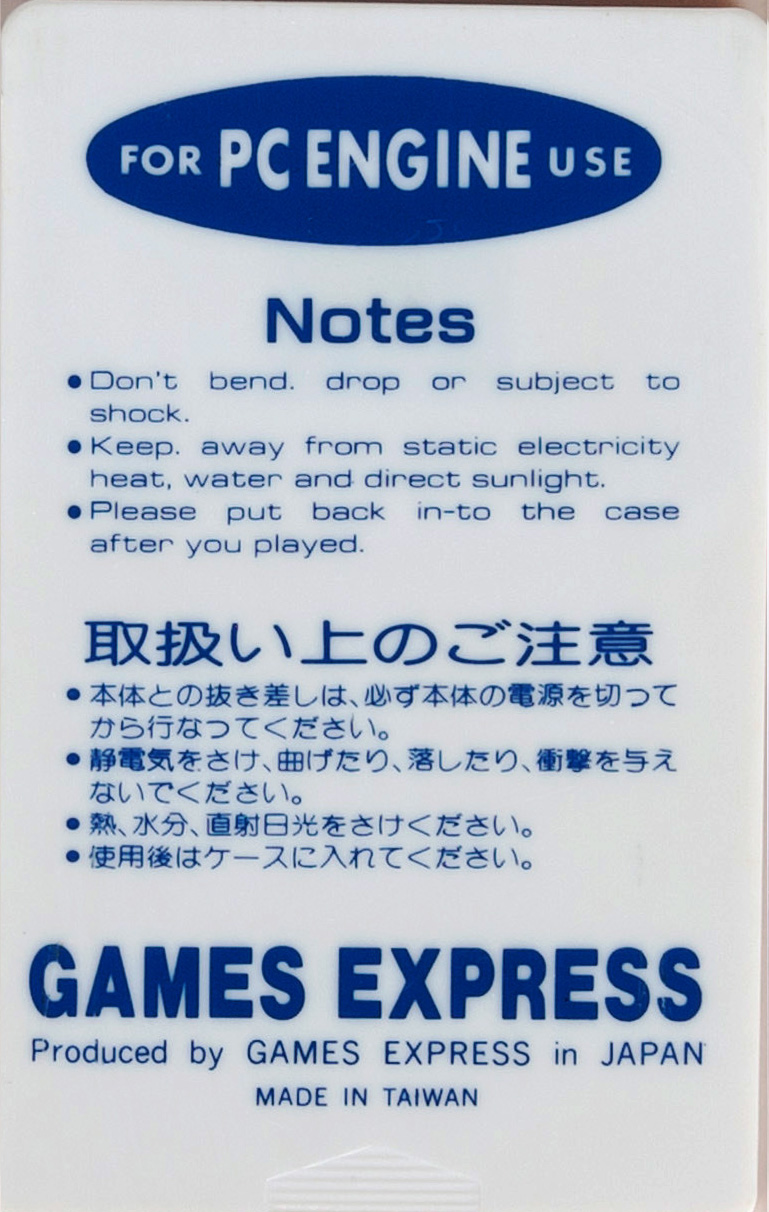 FOR PC ENGINE USE
Notes
●Don't bend. drop or subject to
shock.
●Keep. away from static electricity
heat, water and direct sunlight.
●Please put back in-to the case
after you played.
取扱い上のご注意
●本体との抜き差しは、必ず本体の電源を切って
から行なつてください。
●静電気をさけ、曲げたり、落したり、衝撃を与え
ないでください。
●熱、水分、直射日光をさけください。
●使用後はケースに入れてください。
GAMES EXPRESS
Produced by GAMES EXPRESS in JAPAN
MADE IN TAIWAN